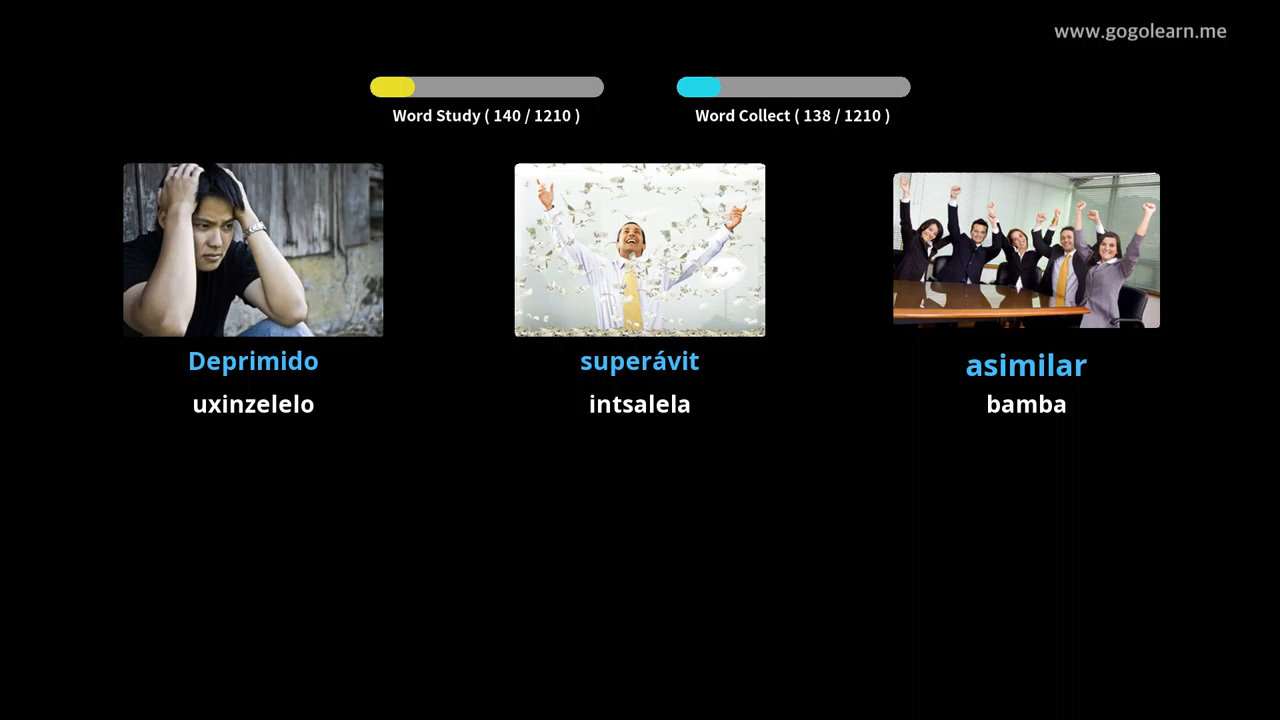 www.gogolearn.me
Word Study ( 140 / 1210 )
Word Collect ( 138 / 1210 )
Deprimido
uxinzelelo
superávit
intsalela
asimilar
bamba